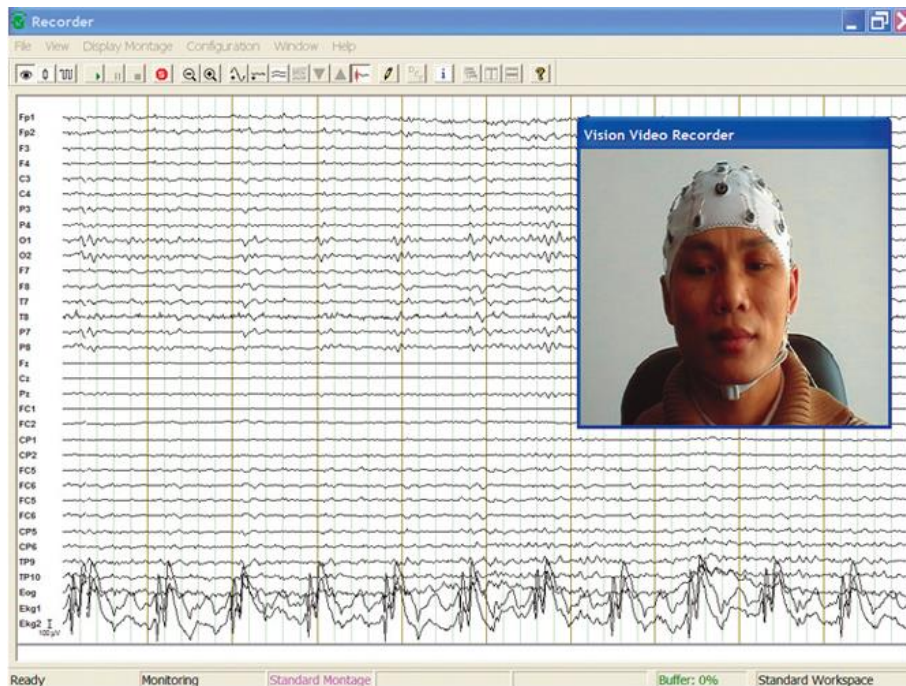 Recorder
File View Display Montage Configuration Window Help
Vision Video Recorder
Fp1
Fp2
F3
F4
C3
C4
P3
P4
O1
O2
F7
F8
T7
T8
P7
P8
Fz
Cz
Pz
FC1
FC2
CP1
CP2
FC5
FC6
FC5
FC6
CP5
CP6
TP9
TP10
Eog
Ekg1
Ekg2
100 µV
Ready Monitoring Standard Montage Buffer: 0% Standard Workspace